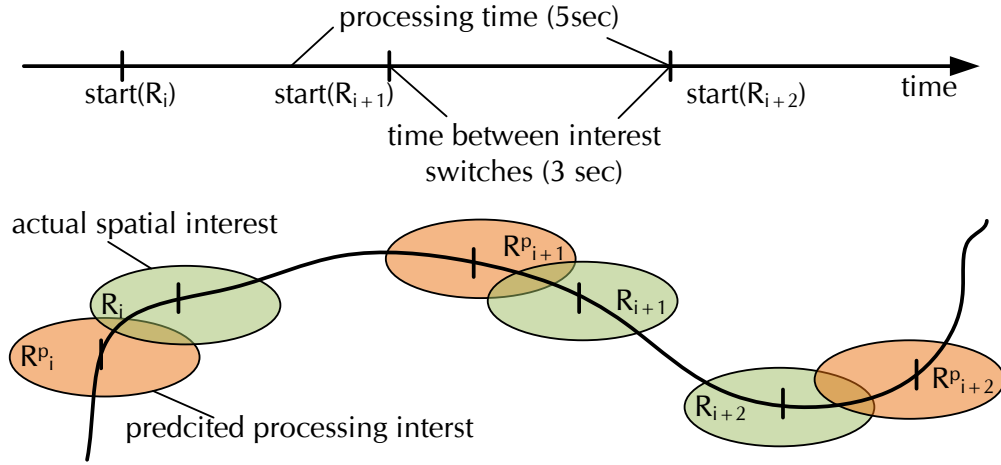 processing time (5sec)
start(Ri)
start(Ri+1)
start(Ri+2)
time
time between interest
switches (3 sec)
actual spatial interest
Rpi+1
Ri
Ri+1
Rpi
Rpi+2
Ri+2
predcited processing interst